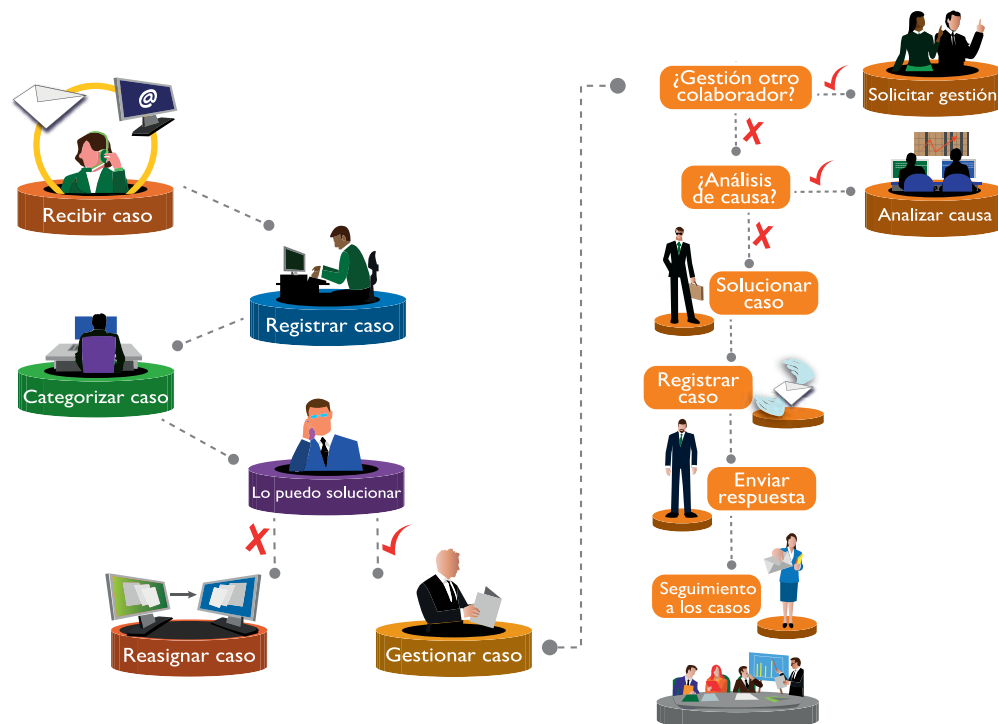 @
Recibir caso
Registrar caso
Categorizar caso
Lo puedo solucionar
Reasignar caso
Gestionar caso
¿Gestión otro
colaborador?
Solicitar gestión
¿Análisis
de causa?
Analizar causa
Solucionar
caso
Registrar
caso
Enviar
respuesta
Seguimiento
a los casos